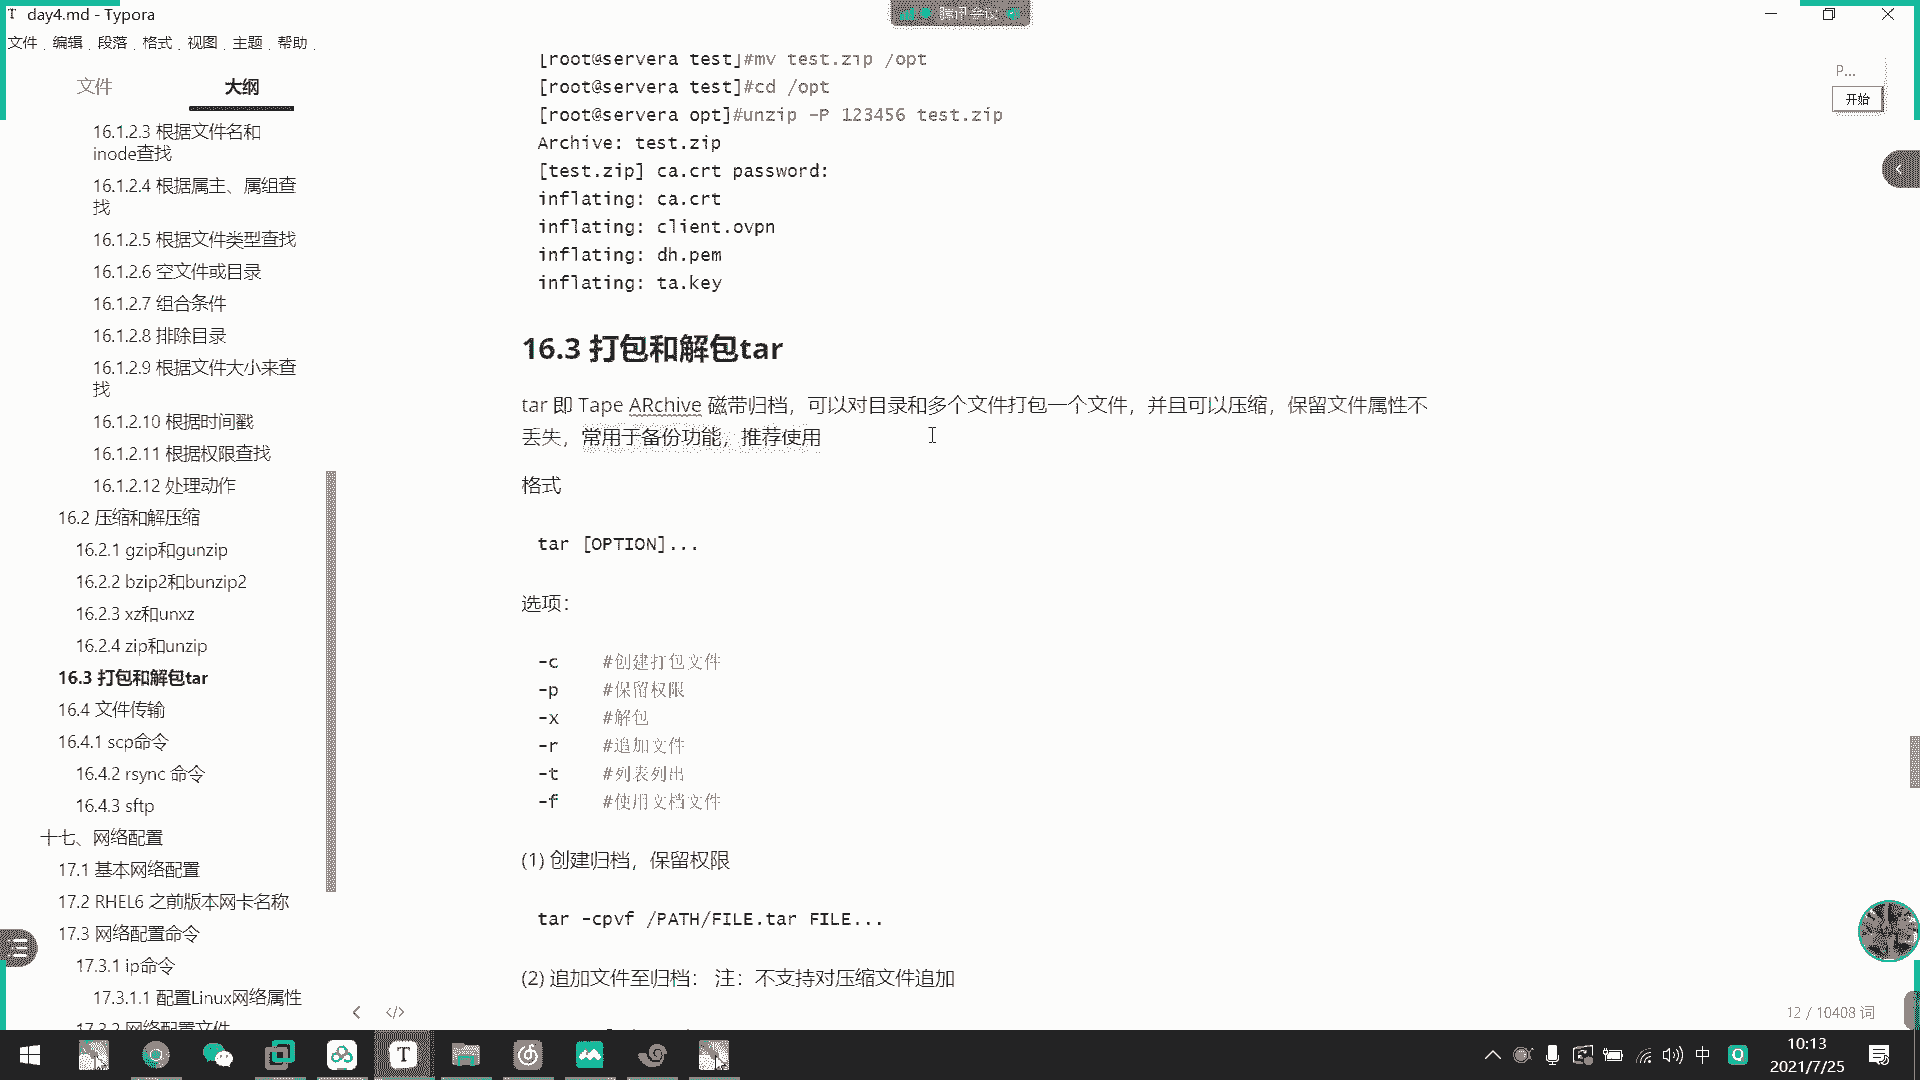 day4.md - Typora
腾讯会议
文件 编辑 段落 格式 视图 主题 帮助
文件
大纲
16.1.2.3 根据文件名和
inode查找
16.1.2.4 根据属主、属组查
找
16.1.2.5 根据文件类型查找
16.1.2.6 空文件或目录
16.1.2.7 组合条件
16.1.2.8 排除目录
16.1.2.9 根据文件大小来查
找
16.1.2.10 根据时间戳
16.1.2.11 根据权限查找
16.1.2.12 处理动作
16.2 压缩和解压缩
16.2.1 gzip和gunzip
16.2.2 bzip2和bunzip2
16.2.3 xz和unxz
16.2.4 zip和unzip
16.3 打包和解包tar
16.4 文件传输
16.4.1 scp命令
16.4.2 rsync 命令
16.4.3 sftp
十七、网络配置
17.1 基本网络配置
17.2 RHEL6 之前版本网卡名称
17.3 网络配置命令
17.3.1 ip命令
17.3.1.1 配置Linux网络属性
17.3.2 网络配置文件
[root@servera test]#mv test.zip /opt
[root@servera test]#cd /opt
[root@servera opt]#unzip -P 123456 test.zip
Archive: test.zip
[test.zip] ca.crt password:
inflating: ca.crt
inflating: client.ovpn
inflating: dh.pem
inflating: ta.key
16.3 打包和解包tar
tar 即 Tape ARchive 磁带归档，可以对目录和多个文件打包一个文件，并且可以压缩，保留文件属性不
丢失，常用于备份功能，推荐使用
格式
tar [OPTION]...
选项：
-c #创建打包文件
-p #保留权限
-x #解包
-r #追加文件
-t #列表列出
-f #使用文档文件
(1) 创建归档，保留权限
tar -cpvf /PATH/FILE.tar FILE...
(2) 追加文件至归档： 注：不支持对压缩文件追加
P...
开始
12 / 10408 词
中
10:13
2021/7/25